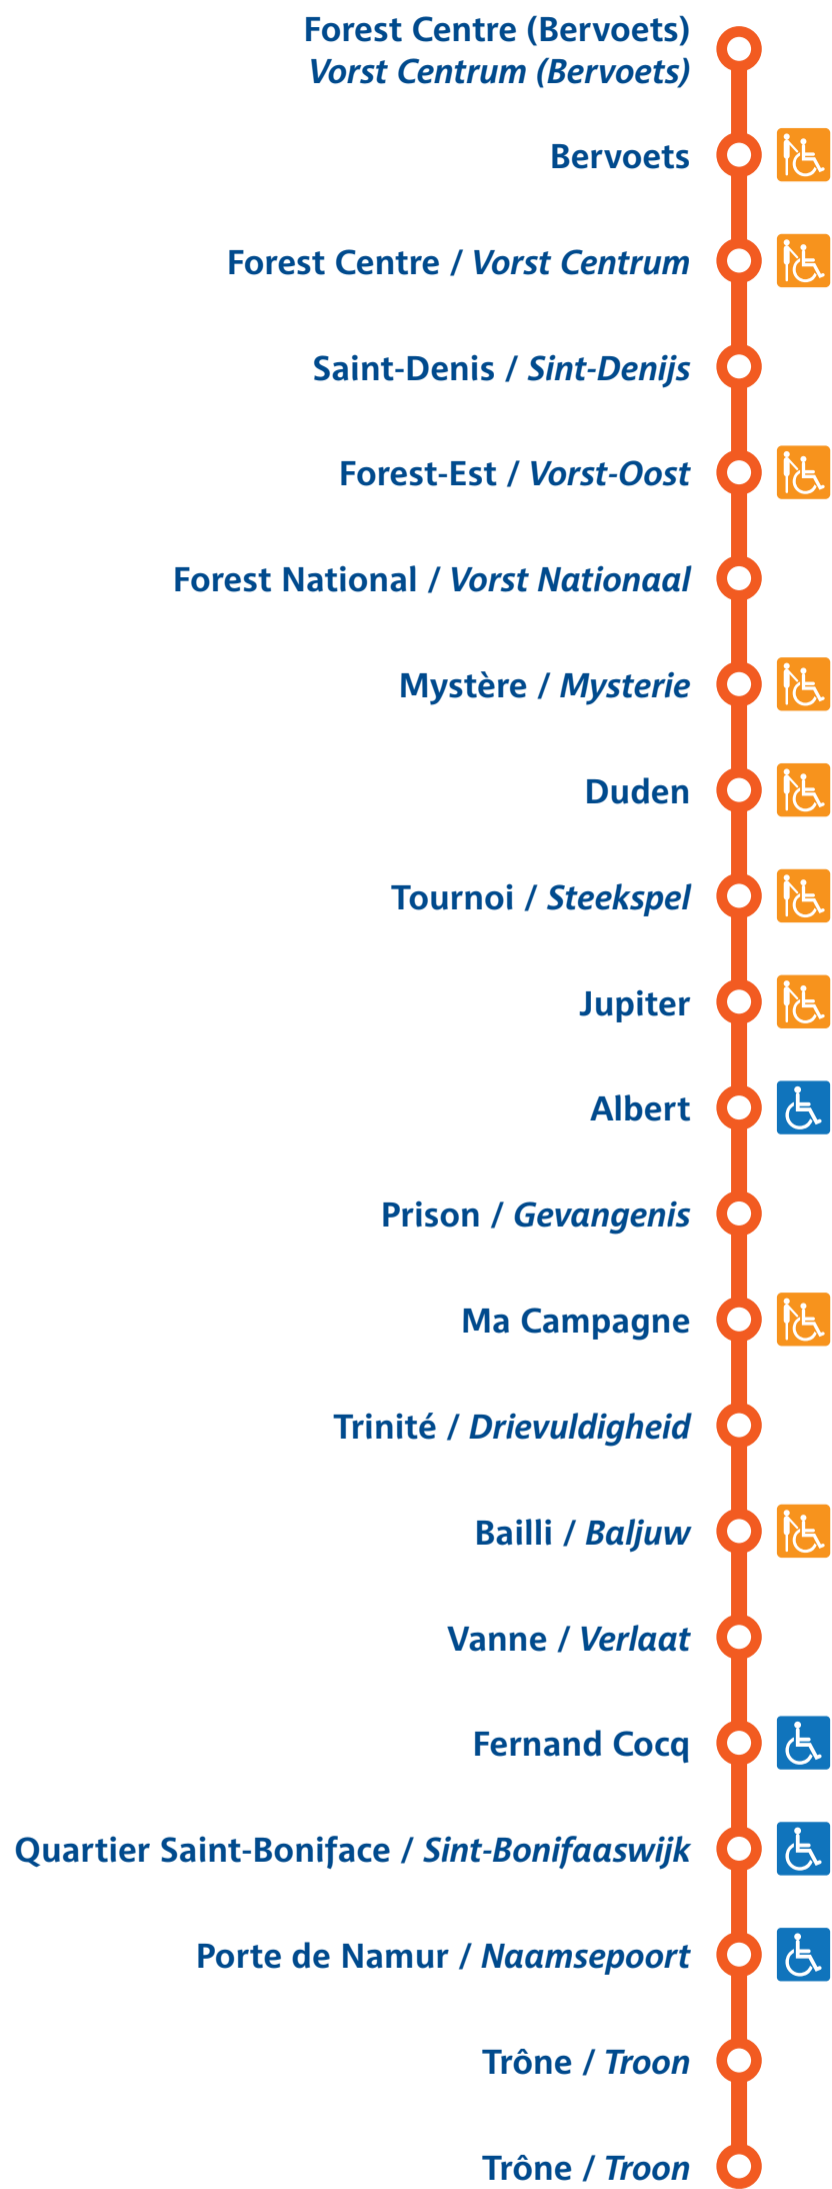 Forest Centre (Bervoets)
Vorst Centrum (Bervoets)
Bervoets
Forest Centre / Vorst Centrum
Saint-Denis / Sint-Denijs
Forest-Est / Vorst-Oost
Forest National / Vorst Nationaal
Mystère / Mysterie
Duden
Tournoi / Steekspel
Jupiter
Albert
Prison / Gevangenis
Ma Campagne
Trinité / Drievuldigheid
Bailli / Baljuw
Vanne / Verlaat
Fernand Cocq
Quartier Saint-Boniface / Sint-Bonifaaswijk
Porte de Namur / Naamsepoort
Trône / Troon
Trône / Troon